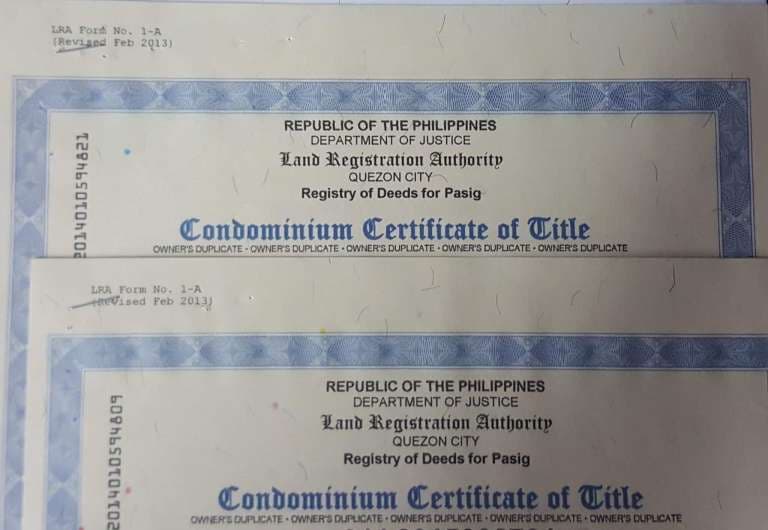 LRA Form No. 1-A
(Revised Feb 2013)
2014010594821
REPUBLIC OF THE PHILIPPINES
DEPARTMENT OF JUSTICE
Land Registration Authority
QUEZON CITY
Registry of Deeds for Pasig
Condominium Certificate of Title
OWNER'S DUPLICATE • OWNER'S DUPLICATE • OWNER'S DUPLICATE • OWNER'S DUPLICATE • OWNER'S DUPLICATE
LRA Form No. 1-A
(Revised Feb 2013)
2014010594809
REPUBLIC OF THE PHILIPPINES
DEPARTMENT OF JUSTICE
Land Registration Authority
QUEZON CITY
Registry of Deeds for Pasig
Condominium Certificate of Title
OWNER'S DUPLICATE • OWNER'S DUPLICATE • OWNER'S DUPLICATE • OWNER'S DUPLICATE • OWNER'S DUPLICATE